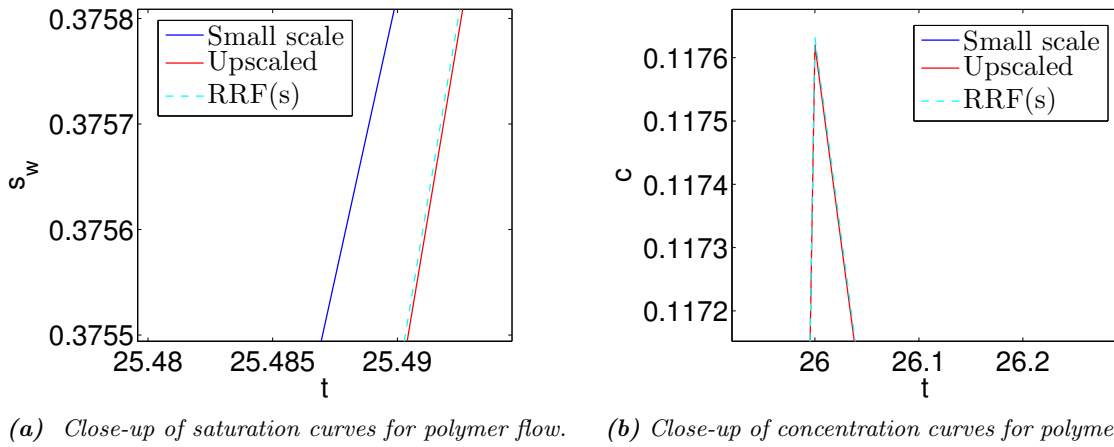 0.3758
0.3757
0.3756
0.3755
s_w
25.48 25.485 25.49
t
Small scale
Upscaled
RRF(s)
(a) Close-up of saturation curves for polymer flow.
0.1176
0.1175
0.1174
0.1173
0.1172
c
26 26.1 26.2
t
Small scale
Upscaled
RRF(s)
(b) Close-up of concentration curves for polyme